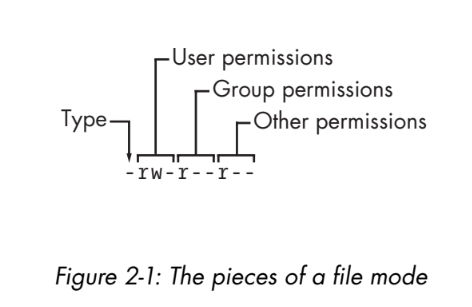 User permissions
Group permissions
Type
Other permissions
-rw-r--r--
Figure 2-1: The pieces of a file mode